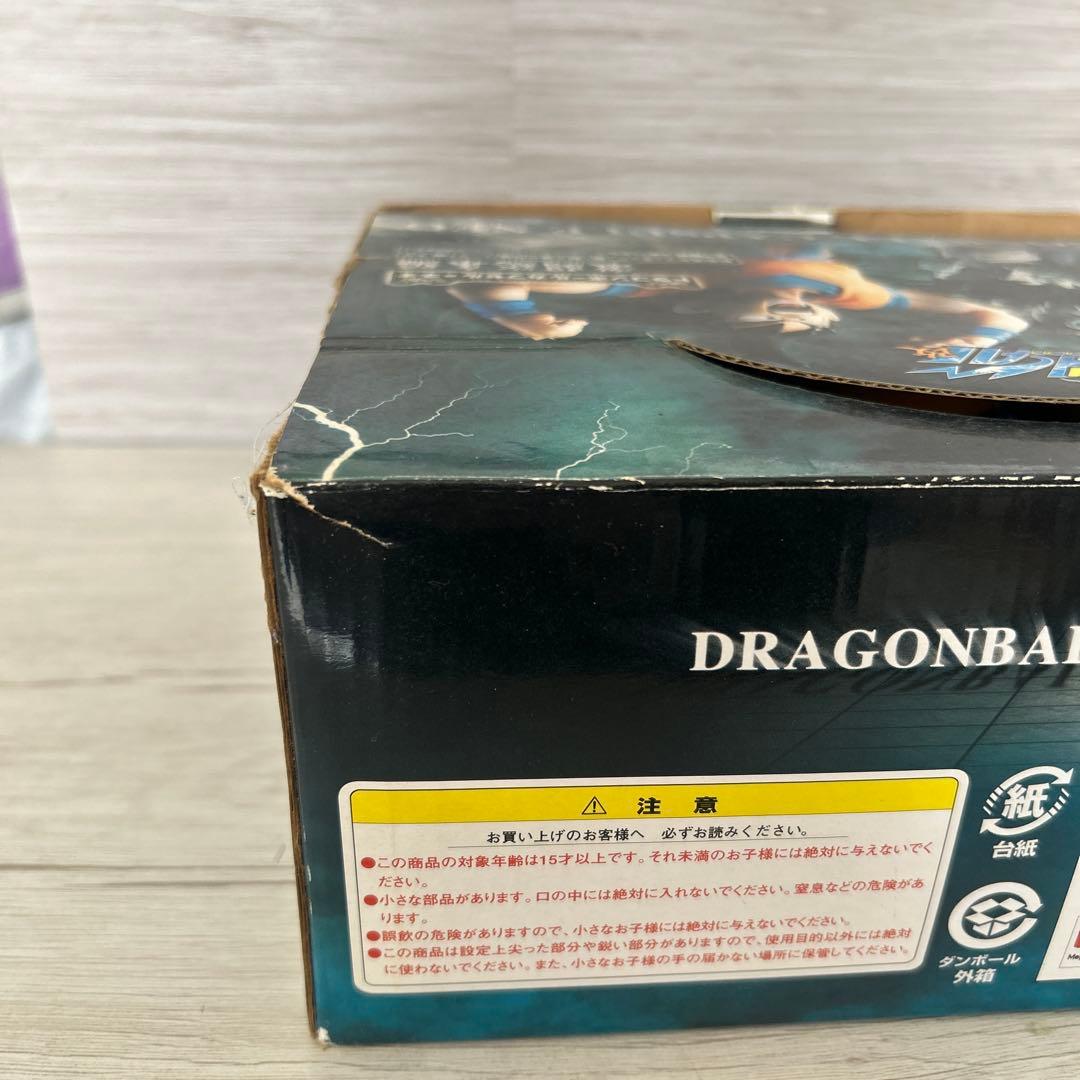 DRAGONBAL
注 意
お買い上げのお客様へ 必ずお読みください。
●この商品の対象年齢は15才以上です。それ未満のお子様には絶対に与えないでく
ださい。
●小さな部品があります。口の中には絶対に入れないでください。窒息などの危険があ
ります。
●誤飲の危険がありますので、小さなお子様には絶対に与えないでください。
●この商品は設定上尖った部分や鋭い部分がありますので、使用目的以外には絶対
に使わないでください。また、小さなお子様の手の届かない場所に保管してください。
紙
台紙
ダンボール
外箱